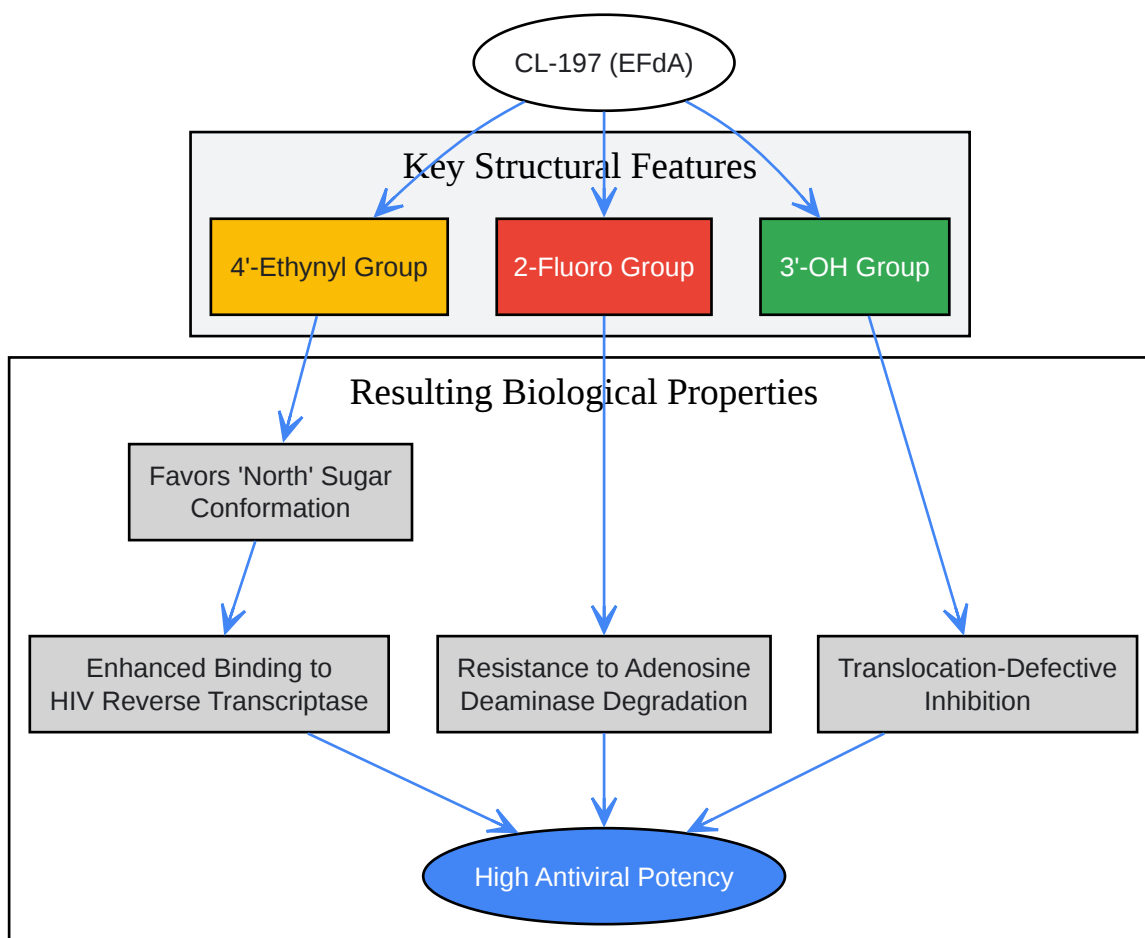 CL-197 (EFdA)
Key Structural Features
4'-Ethynyl Group
2-Fluoro Group
3'-OH Group
Resulting Biological Properties
Favors 'North' Sugar
Conformation
Enhanced Binding to
HIV Reverse Transcriptase
Resistance to Adenosine
Deaminase Degradation
Translocation-Defective
Inhibition
High Antiviral Potency